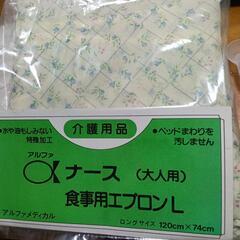 介護用品
●水や油もしみない
特殊加工
●ベッドまわりを
汚しません
アルファ
ナース（大人用）
食事用エプロンL
アルファメディカル
ロングサイズ 120cm×74cm